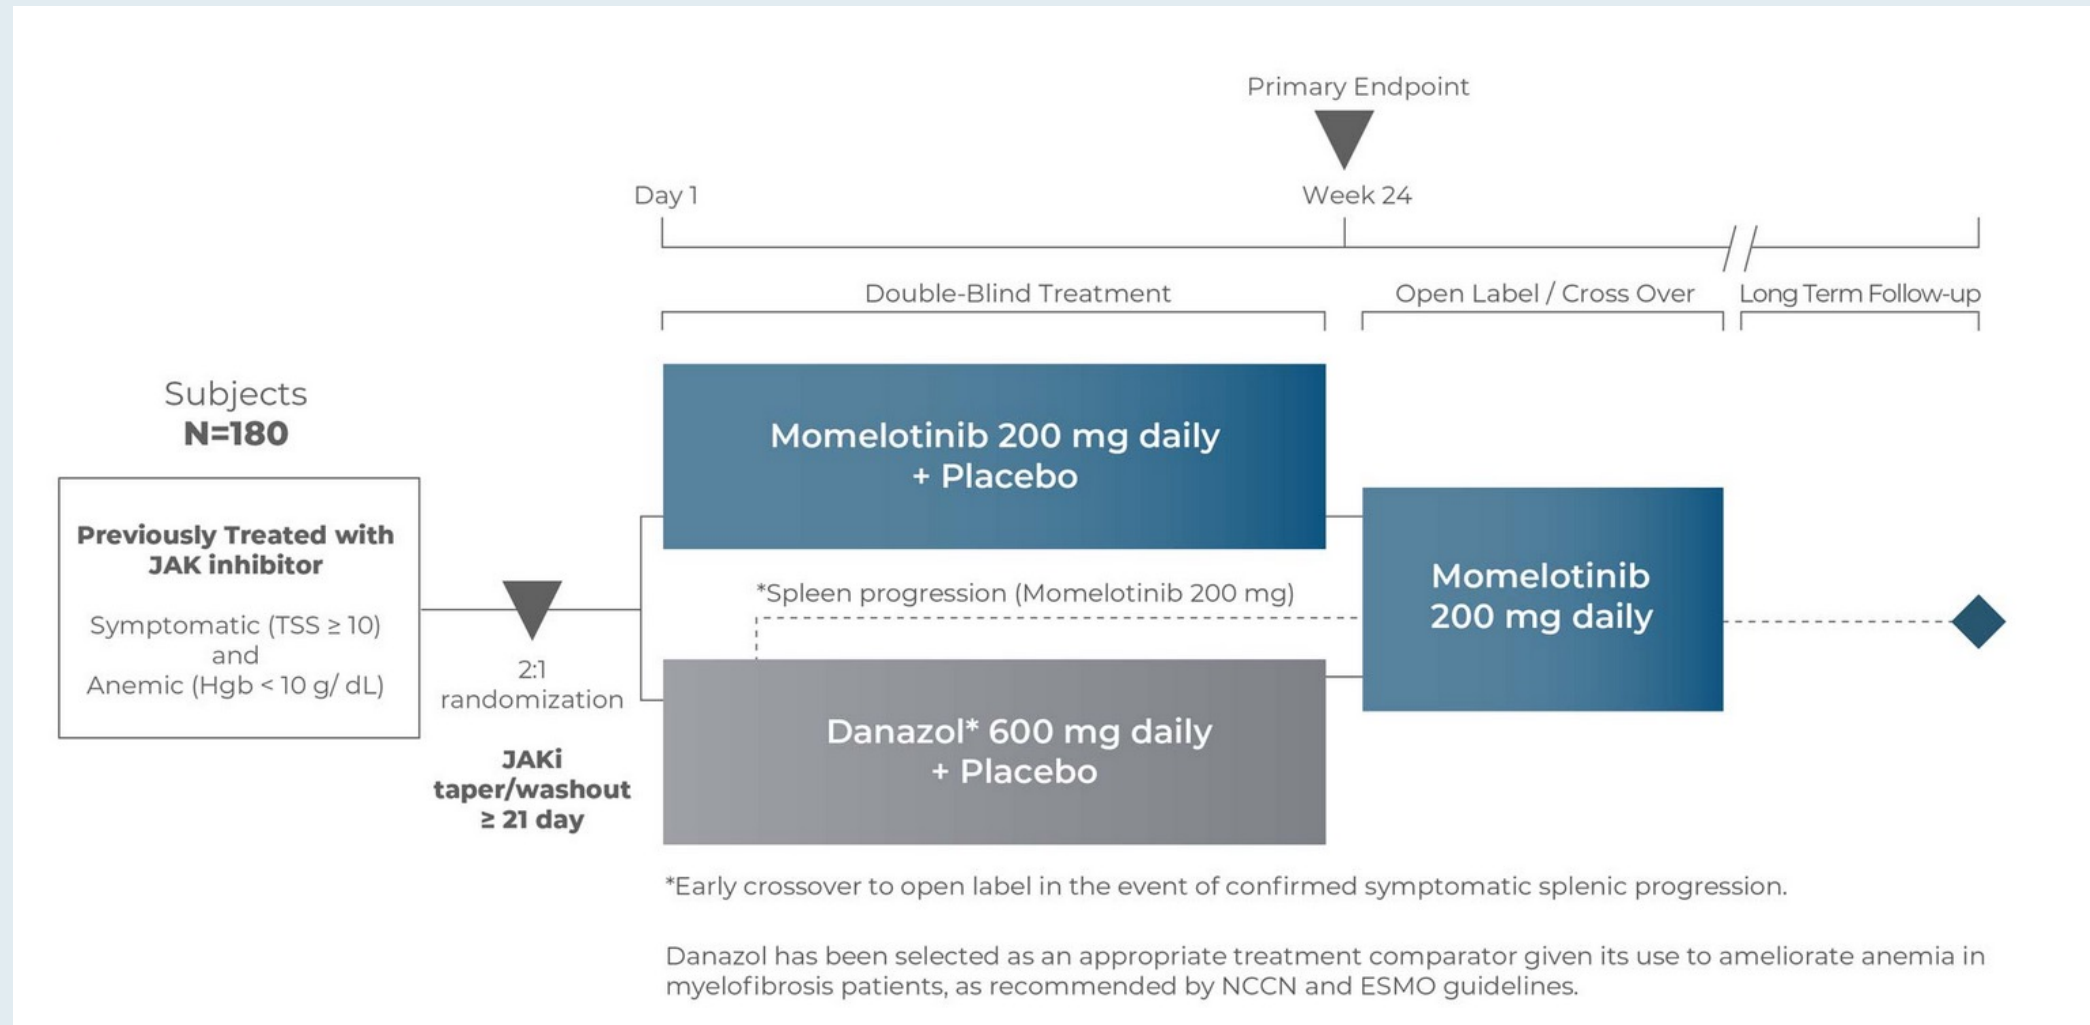 Primary Endpoint
Day 1
Week 24
Double-Blind Treatment
Open Label / Cross Over
Long Term Follow-up
Subjects
N=180
Previously Treated with
JAK inhibitor
Symptomatic (TSS ≥ 10)
and
Anemic (Hgb < 10 g/ dL)
2:1
randomization
JAKi
taper/washout
≥ 21 day
Momelotinib 200 mg daily
+ Placebo
*Spleen progression (Momelotinib 200 mg)
Danazol* 600 mg daily
+ Placebo
Momelotinib
200 mg daily
*Early crossover to open label in the event of confirmed symptomatic splenic progression.
Danazol has been selected as an appropriate treatment comparator given its use to ameliorate anemia in
myelofibrosis patients, as recommended by NCCN and ESMO guidelines.